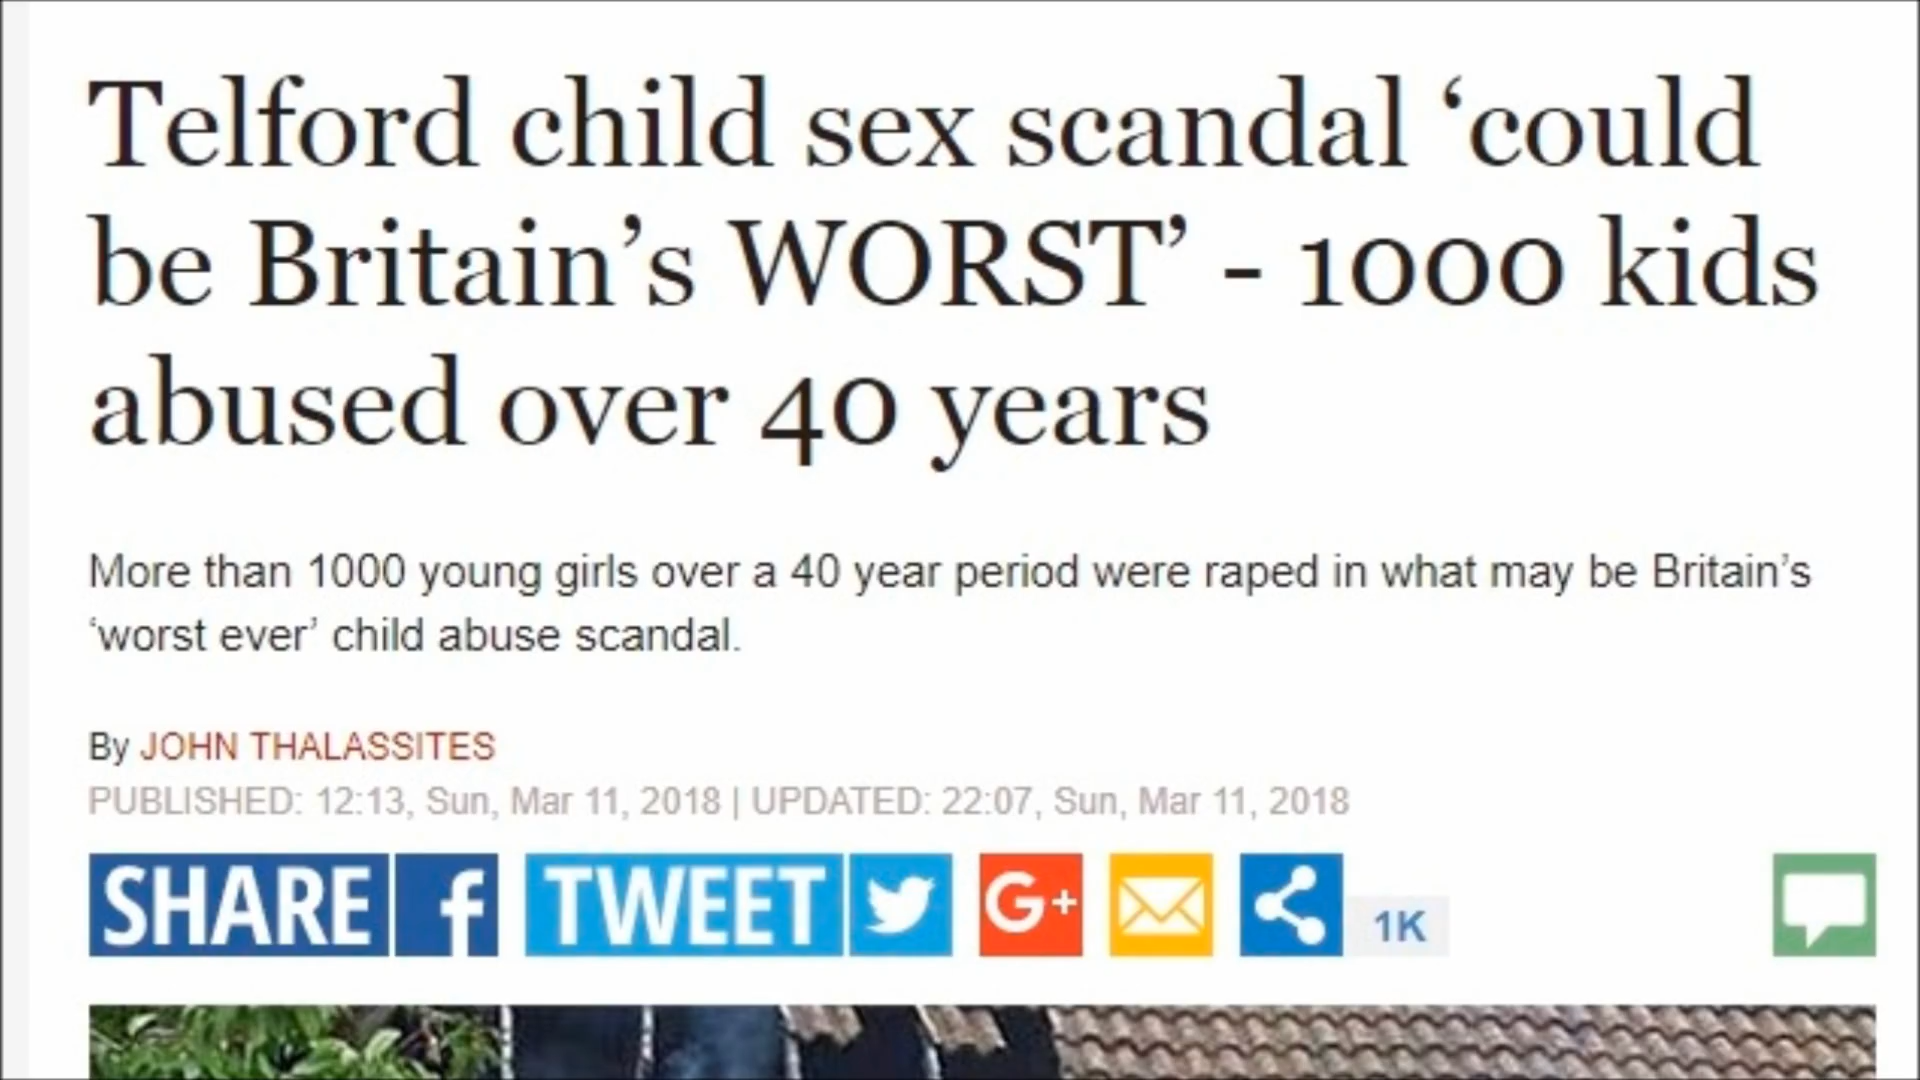 Telford child sex scandal ‘could
be Britain’s WORST’ - 1000 kids
abused over 40 years
More than 1000 young girls over a 40 year period were raped in what may be Britain’s
‘worst ever’ child abuse scandal.
By JOHN THALASSITES
PUBLISHED: 12:13, Sun, Mar 11, 2018 | UPDATED: 22:07, Sun, Mar 11, 2018
SHARE f TWEET G+ 1K